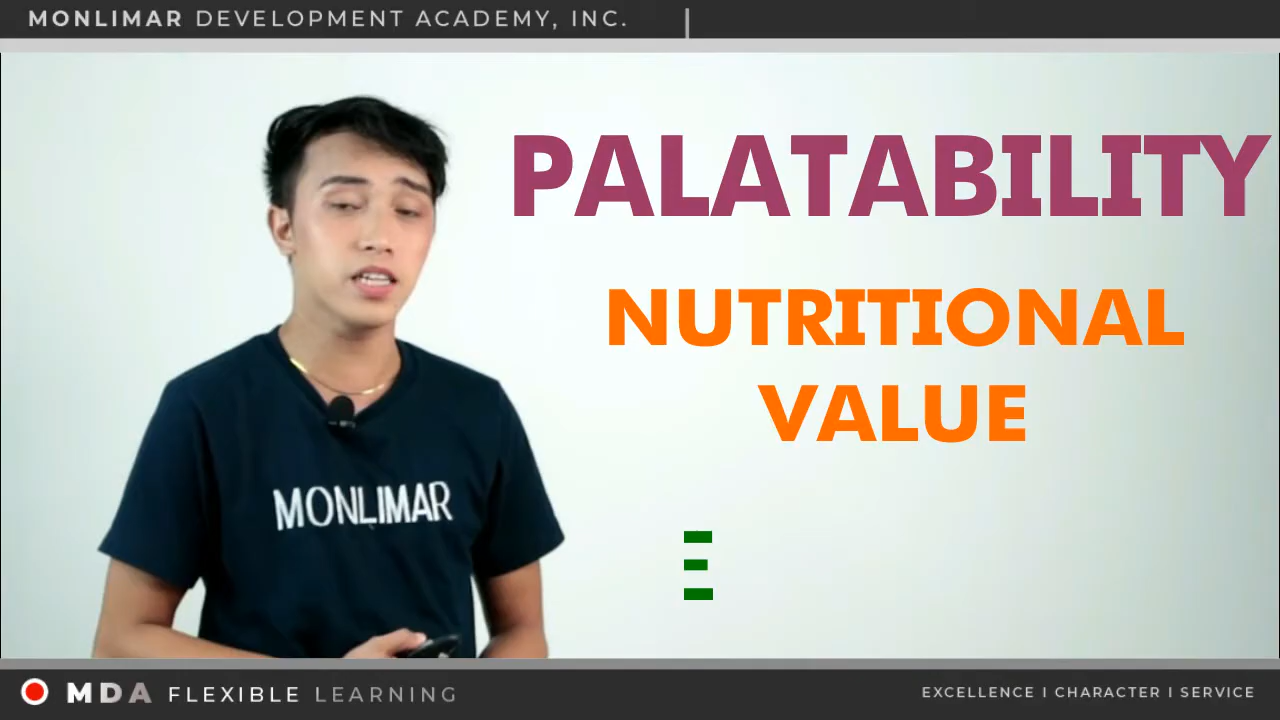 MONLIMAR DEVELOPMENT ACADEMY, INC.
PALATABILITY
NUTRITIONAL
VALUE
MONLIMAR
MDA FLEXIBLE LEARNING
EXCELLENCE I CHARACTER I SERVICE